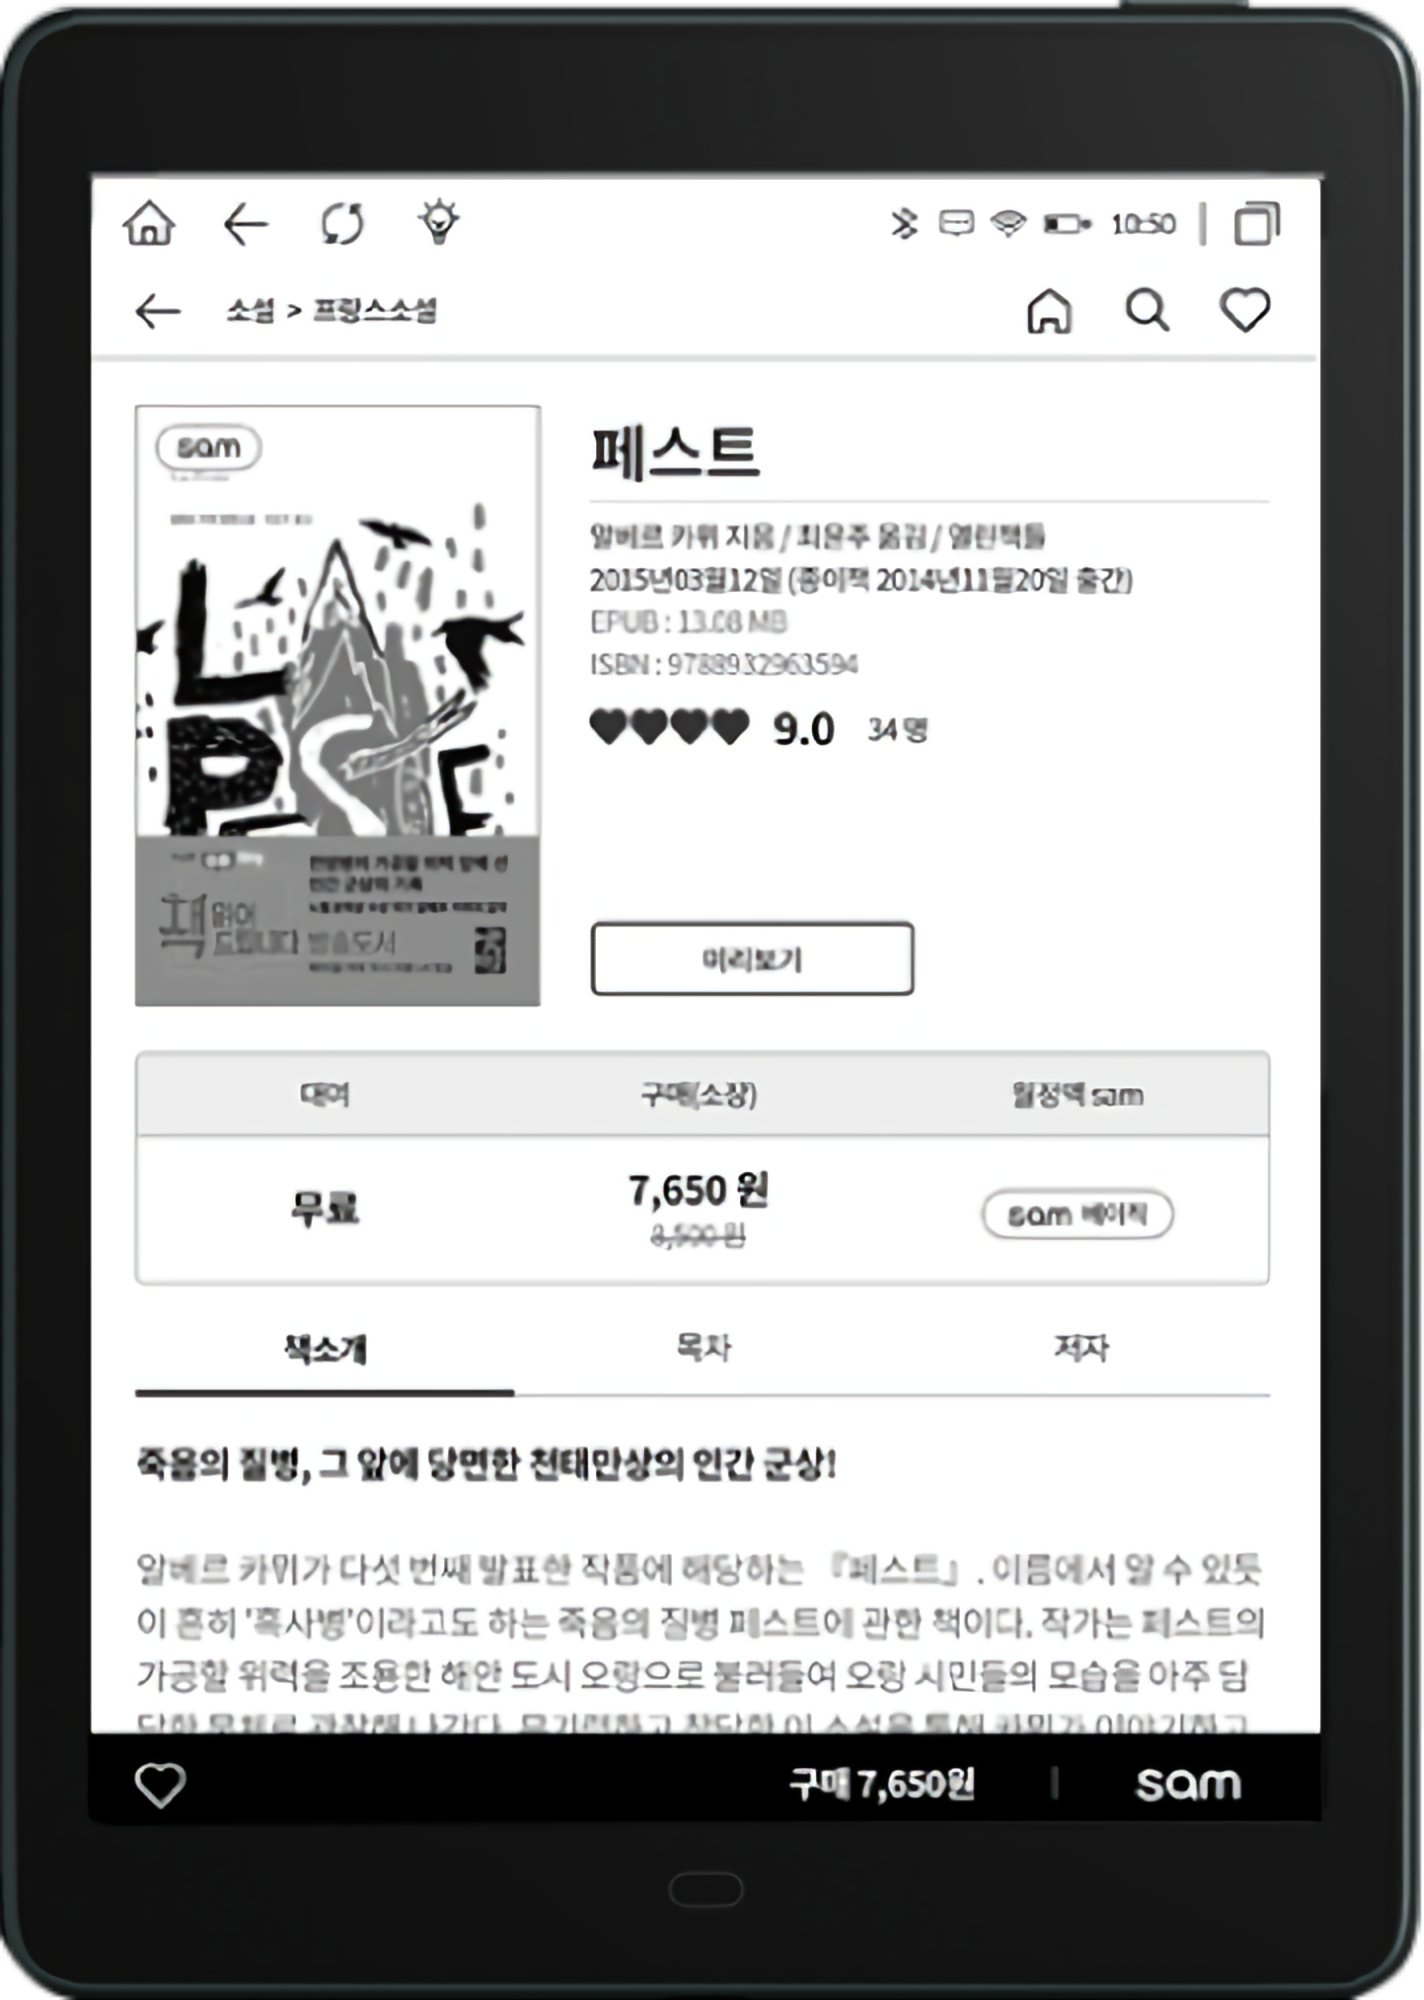 10:50
소설 > 프랑스소설
sam
L
P S E
책 읽어
드립니다 방송도서
페스트
알베르 카뮈 지음 / 최윤주 옮김 / 열린책들
2015년03월12일 (종이책 2014년11월20일 출간)
EPUB : 13.08 MB
ISBN : 9788932963594
9.0 34명
미리보기
대여 구매(소장) 월정액 sam
무료 7,650 원 sam 베이직
8,500 원
책소개 목차 저자
죽음의 질병, 그 앞에 당면한 천태만상의 인간 군상!
알베르 카뮈가 다섯 번째 발표한 작품에 해당하는 『페스트』. 이름에서 알 수 있듯
이 흔히 '흑사병'이라고도 하는 죽음의 질병 페스트에 관한 책이다. 작가는 페스트의
가공할 위력을 조용한 해안 도시 오랑으로 불러들여 오랑 시민들의 모습을 아주 담
구매 7,650원 sam